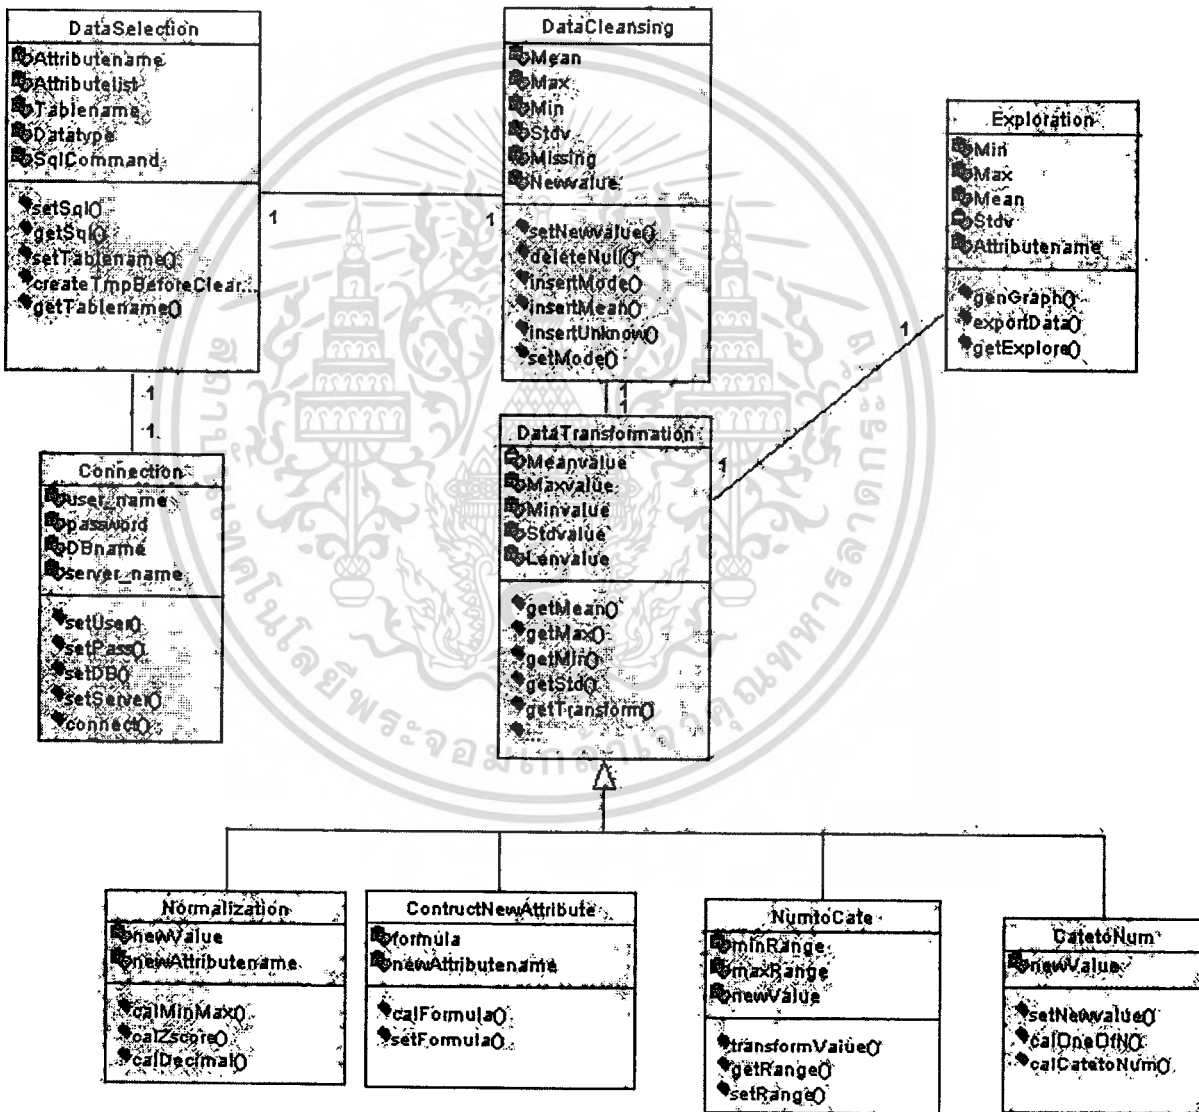 DataSelection
Attributename
Attributelist
Tablename
Datatype
SqlCommand
setSql()
getSql()
setTablename()
createTmpBeforeClear...
getTablename()
DataCleansing
Mean
Max
Min
Stdv
Missing
Newvalue
setNewvalue()
deleteNull()
insertMode()
insertMean()
insertUnknow()
setMode()
Exploration
Min
Max
Mean
Stdv
Attributename
genGraph()
exportData()
getExplore()
1
1
1
1
1
1
1
1
Connection
user_name
password
DBname
server_name
setUser()
setPass()
setDB()
setServer()
connect()
DataTransformation
Meanvalue
Maxvalue
Minvalue
Stdvalue
Lenvalue
getMean()
getMax()
getMin()
getStd()
getTransform()
...
Normalization
newValue
newAttributename
calMinMax()
calZscore()
calDecimal()
ContructNewAttribute
formula
newAttributename
calFormula()
setFormula()
NumtoCate
minRange
maxRange
newValue
transformValue()
getRange()
setRange()
CatetoNum
newValue
setNewvalue()
calOneOfN()
calCatetoNum()